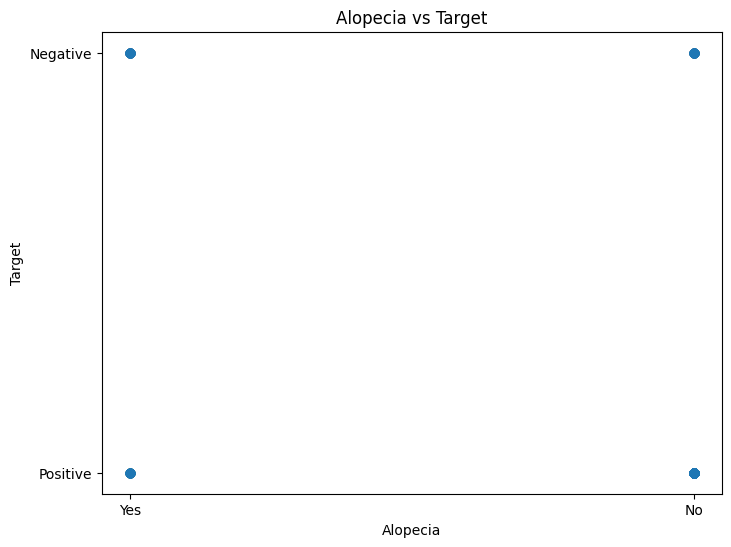 Alopecia vs Target
Negative
Target
Positive
Yes
No
Alopecia